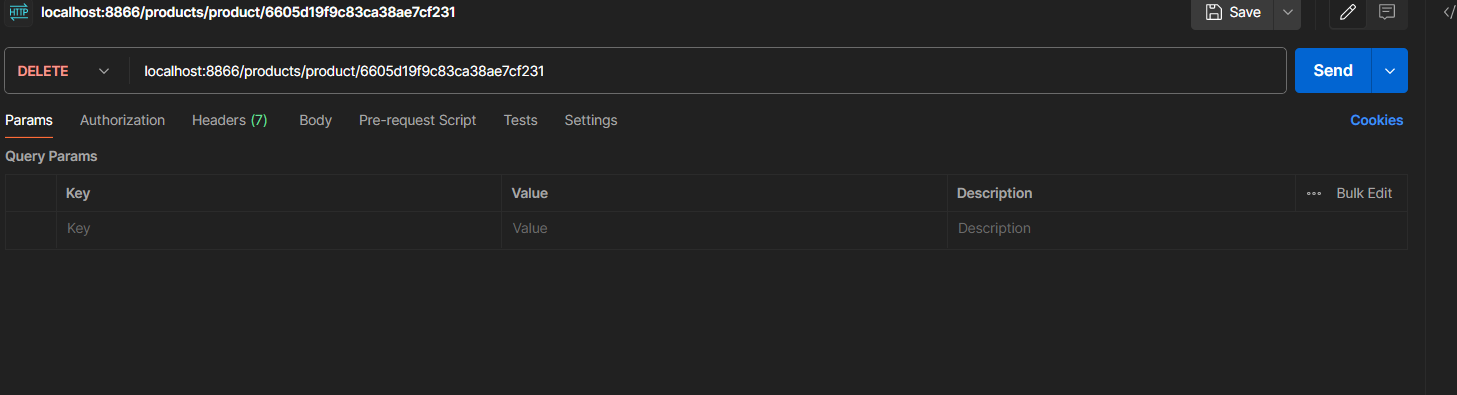 HTTP localhost:8866/products/product/6605d19f9c83ca38ae7cf231 Save
DELETE localhost:8866/products/product/6605d19f9c83ca38ae7cf231 Send
Params Authorization Headers (7) Body Pre-request Script Tests Settings Cookies
Query Params
Key Value Description ••• Bulk Edit
Key Value Description